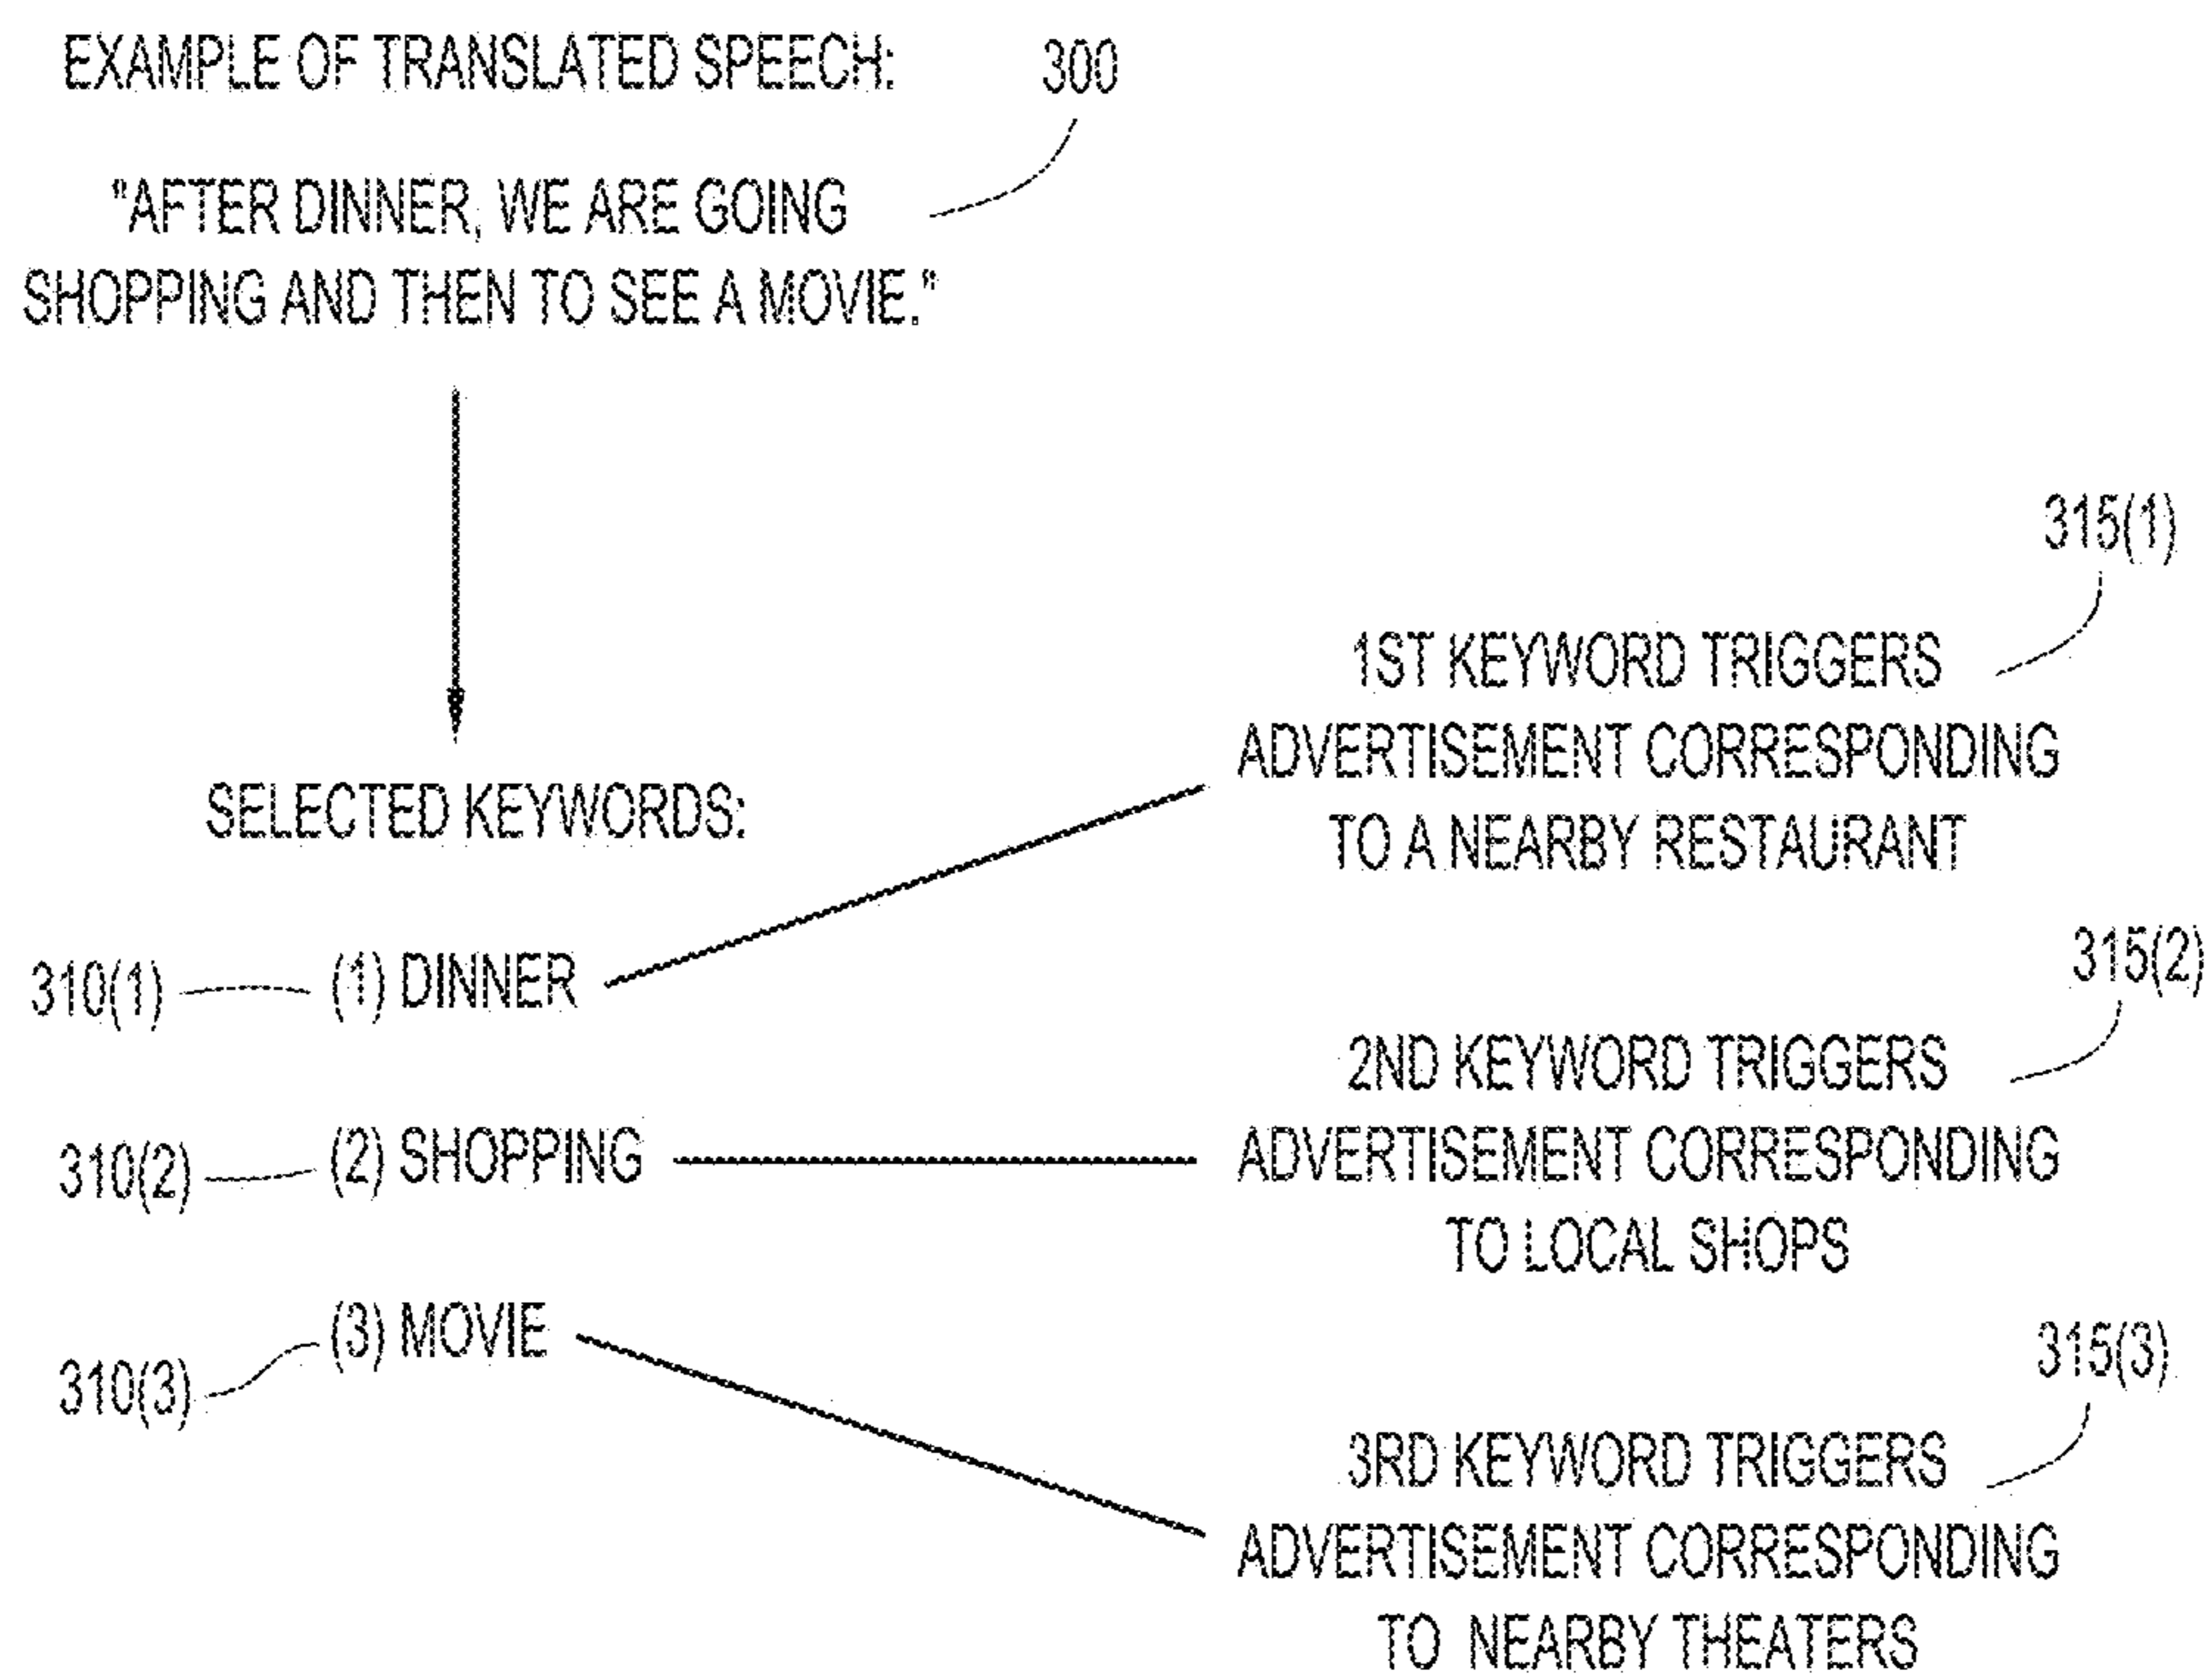 EXAMPLE OF TRANSLATED SPEECH:
300
"AFTER DINNER, WE ARE GOING
SHOPPING AND THEN TO SEE A MOVIE."
SELECTED KEYWORDS:
310(1)
(1) DINNER
310(2)
(2) SHOPPING
310(3)
(3) MOVIE
315(1)
1ST KEYWORD TRIGGERS
ADVERTISEMENT CORRESPONDING
TO A NEARBY RESTAURANT
315(2)
2ND KEYWORD TRIGGERS
ADVERTISEMENT CORRESPONDING
TO LOCAL SHOPS
315(3)
3RD KEYWORD TRIGGERS
ADVERTISEMENT CORRESPONDING
TO NEARBY THEATERS